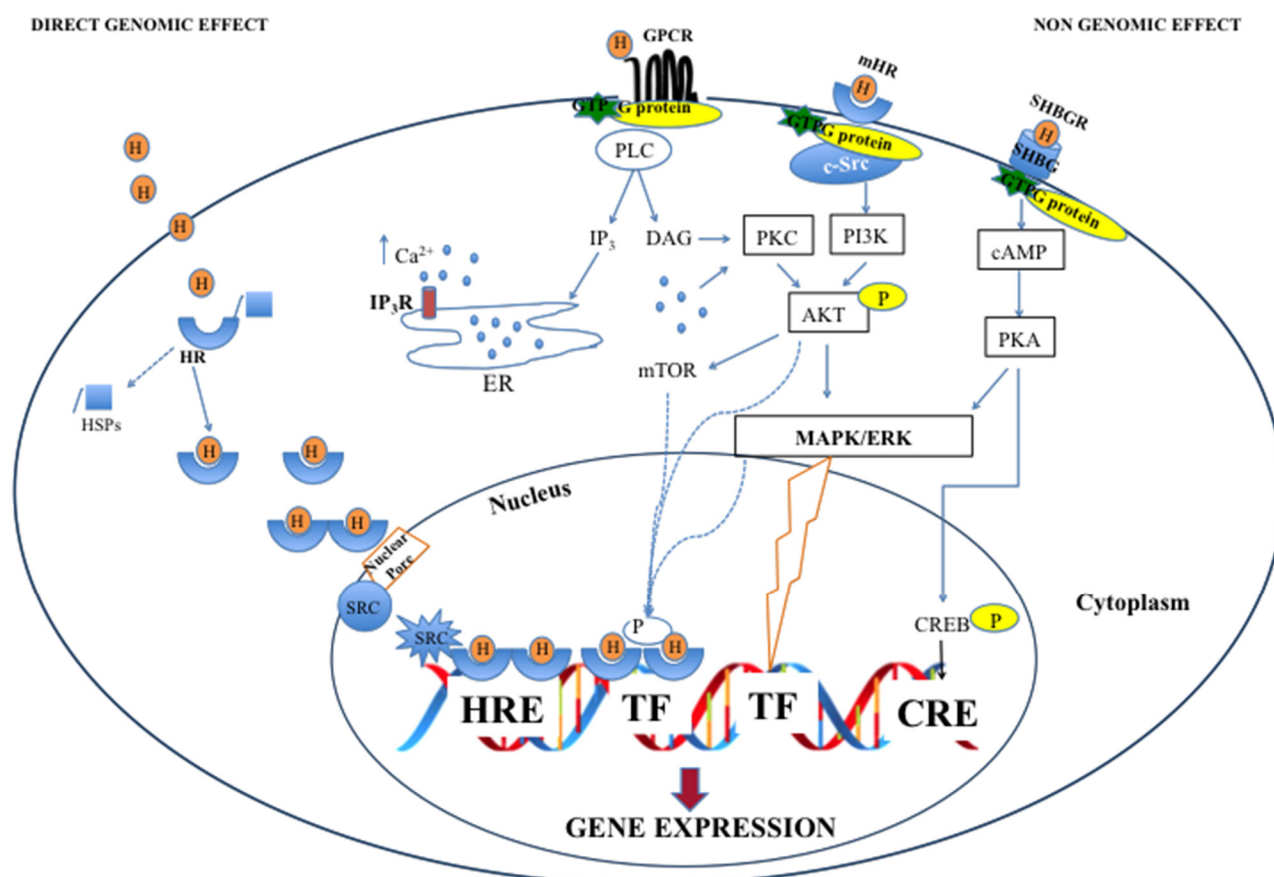 DIRECT GENOMIC EFFECT
NON GENOMIC EFFECT
H
GPCR
GTP
G protein
PLC
mHR
H
GTP
G protein
c-Src
SHBGR
H
SHBG
GTP
G protein
H
H
H
H
HR
HSPs
H
H
H
H
IP3
DAG
PKC
PI3K
cAMP
Ca2+
IP3R
ER
AKT
P
PKA
mTOR
MAPK/ERK
Nucleus
Nuclear
Pore
SRC
SRC
Cytoplasm
CREB
P
P
H
H
H
H
HRE
TF
TF
CRE
GENE EXPRESSION